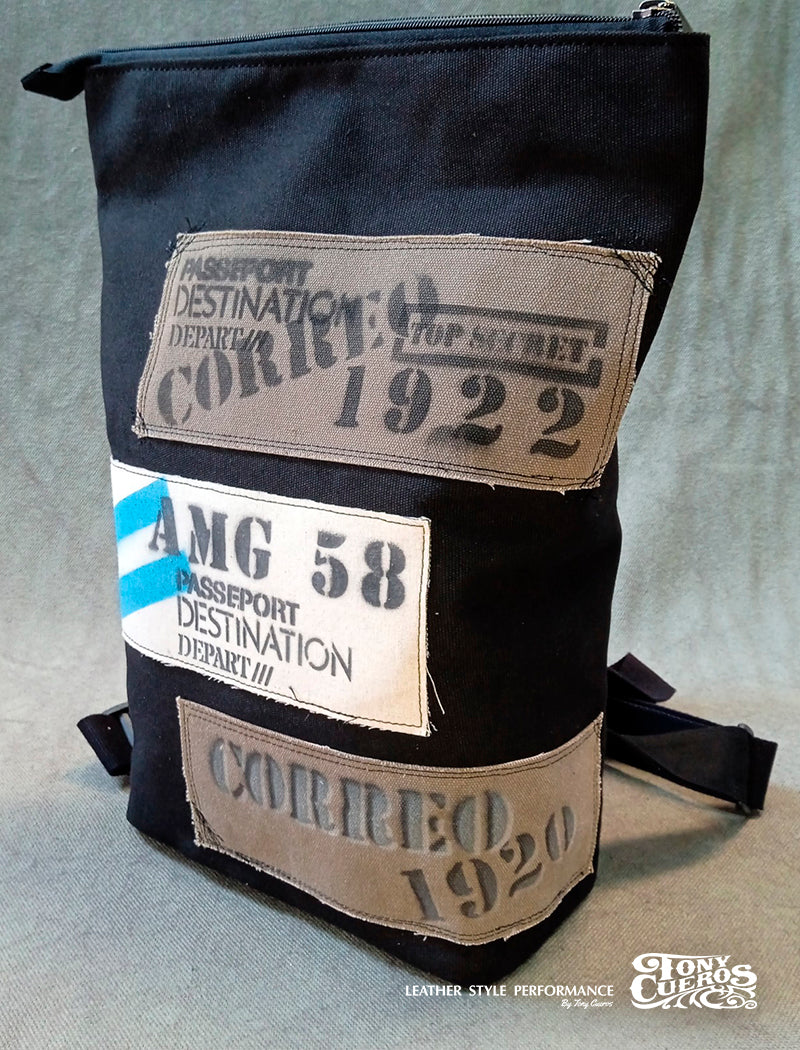 PASSEPORT
DESTINATION
DEPART///
CORREO
TOP SECRET
1922
AMG 58
PASSEPORT
DESTINATION
DEPART///
CORREO
1920
LEATHER STYLE PERFORMANCE
By Tony Cueros
TONY
CUEROS